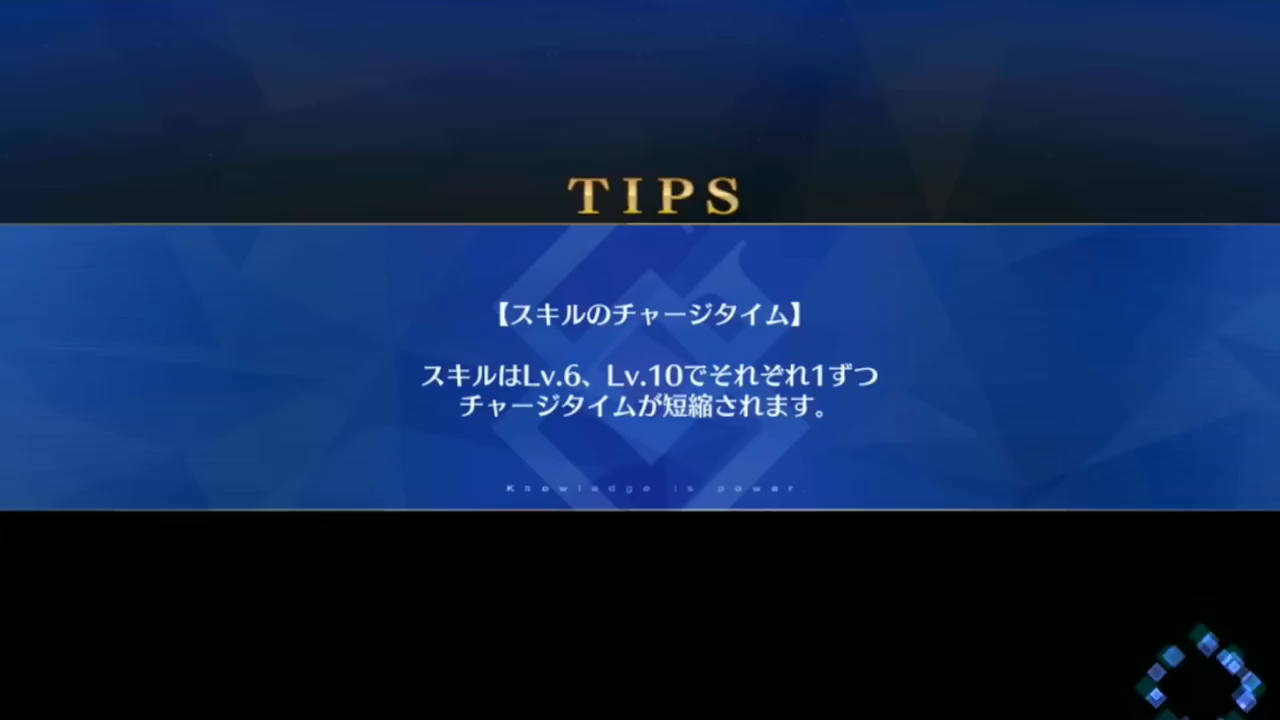 TIPS
【スキルのチャージタイム】
スキルはLv.6、Lv.10でそれぞれ1ずつ
チャージタイムが短縮されます。
Knowledge is power.